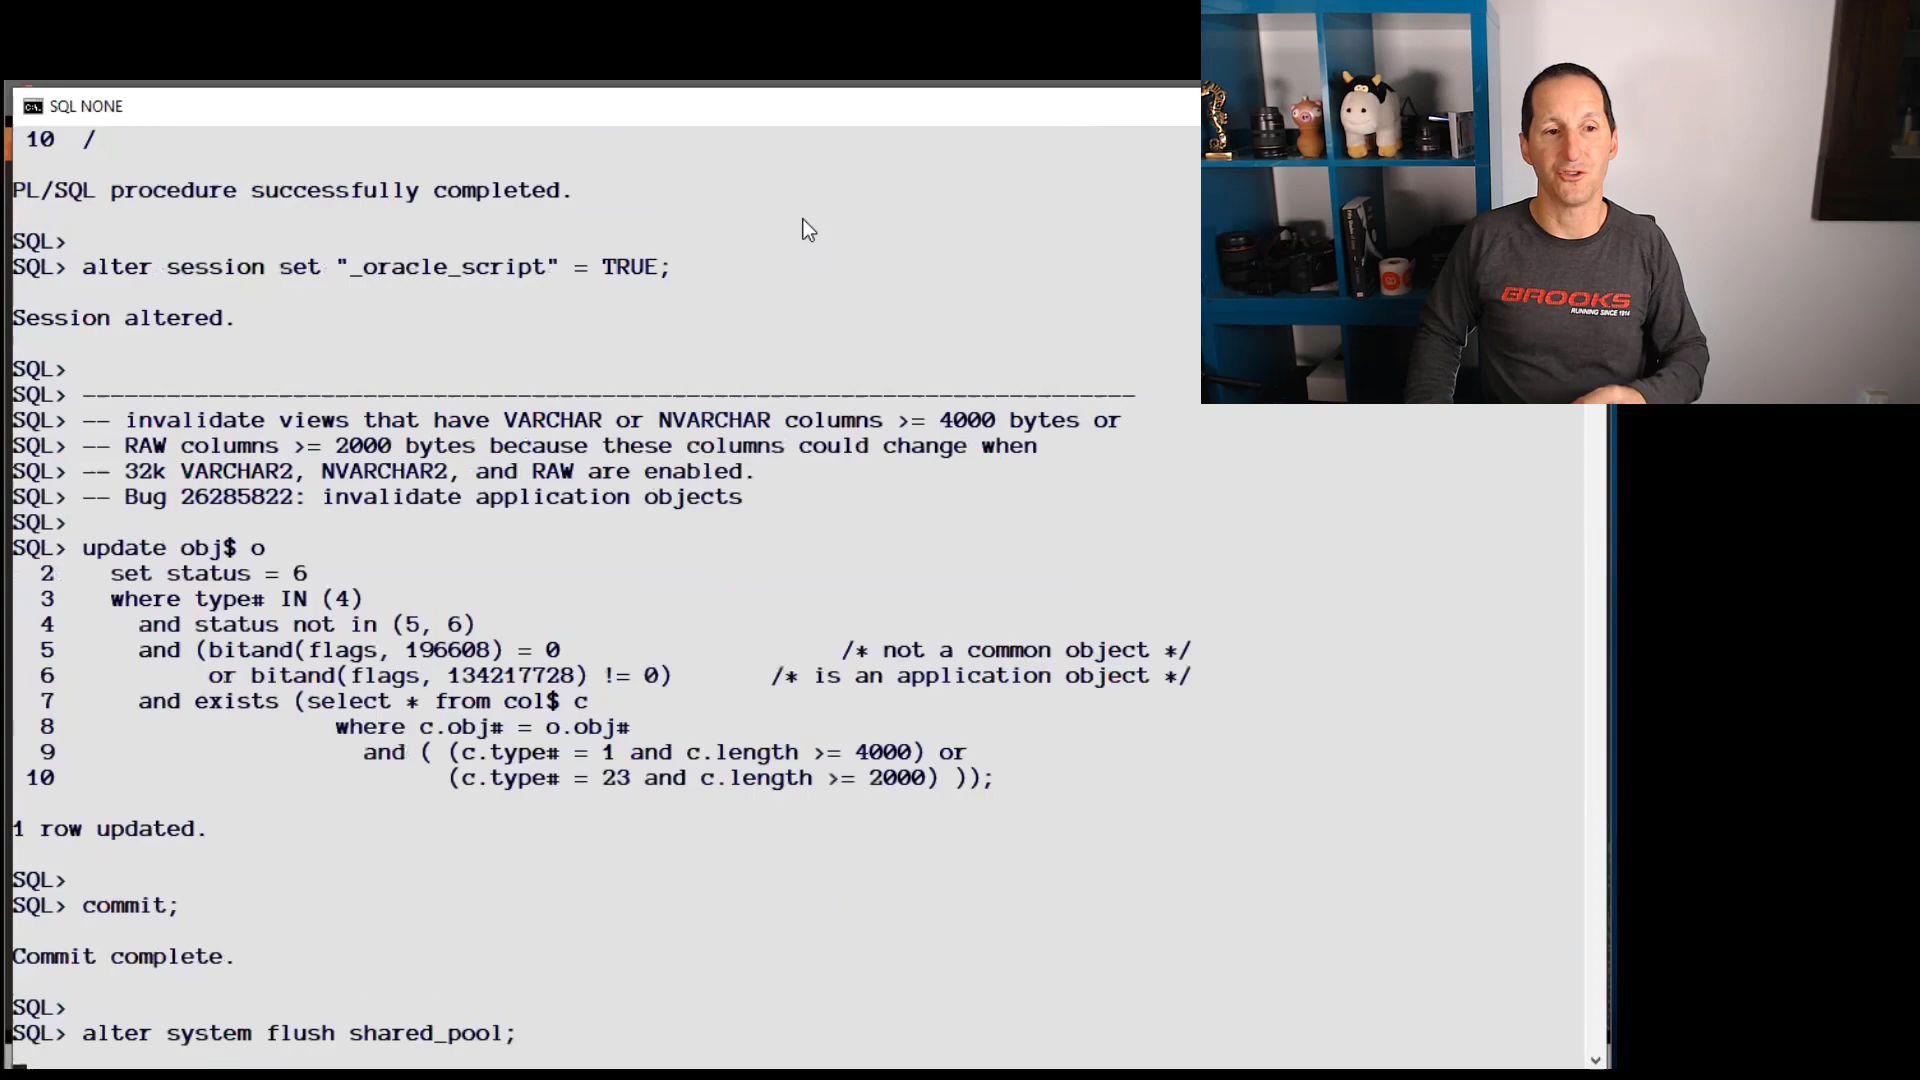 SQL NONE
10 /
PL/SQL procedure successfully completed.
SQL>
SQL> alter session set "_oracle_script" = TRUE;
Session altered.
SQL>
SQL> ---------------------------------------------------------------------------
SQL> -- invalidate views that have VARCHAR or NVARCHAR columns >= 4000 bytes or
SQL> -- RAW columns >= 2000 bytes because these columns could change when
SQL> -- 32k VARCHAR2, NVARCHAR2, and RAW are enabled.
SQL> -- Bug 26285822: invalidate application objects
SQL>
SQL> update obj$ o
2 set status = 6
3 where type# IN (4)
4 and status not in (5, 6)
5 and (bitand(flags, 196608) = 0 /* not a common object */
6 or bitand(flags, 134217728) != 0) /* is an application object */
7 and exists (select * from col$ c
8 where c.obj# = o.obj#
9 and ( (c.type# = 1 and c.length >= 4000) or
10 (c.type# = 23 and c.length >= 2000) ));
1 row updated.
SQL>
SQL> commit;
Commit complete.
SQL>
SQL> alter system flush shared_pool;
BROOKS
RUNNING SINCE 1914